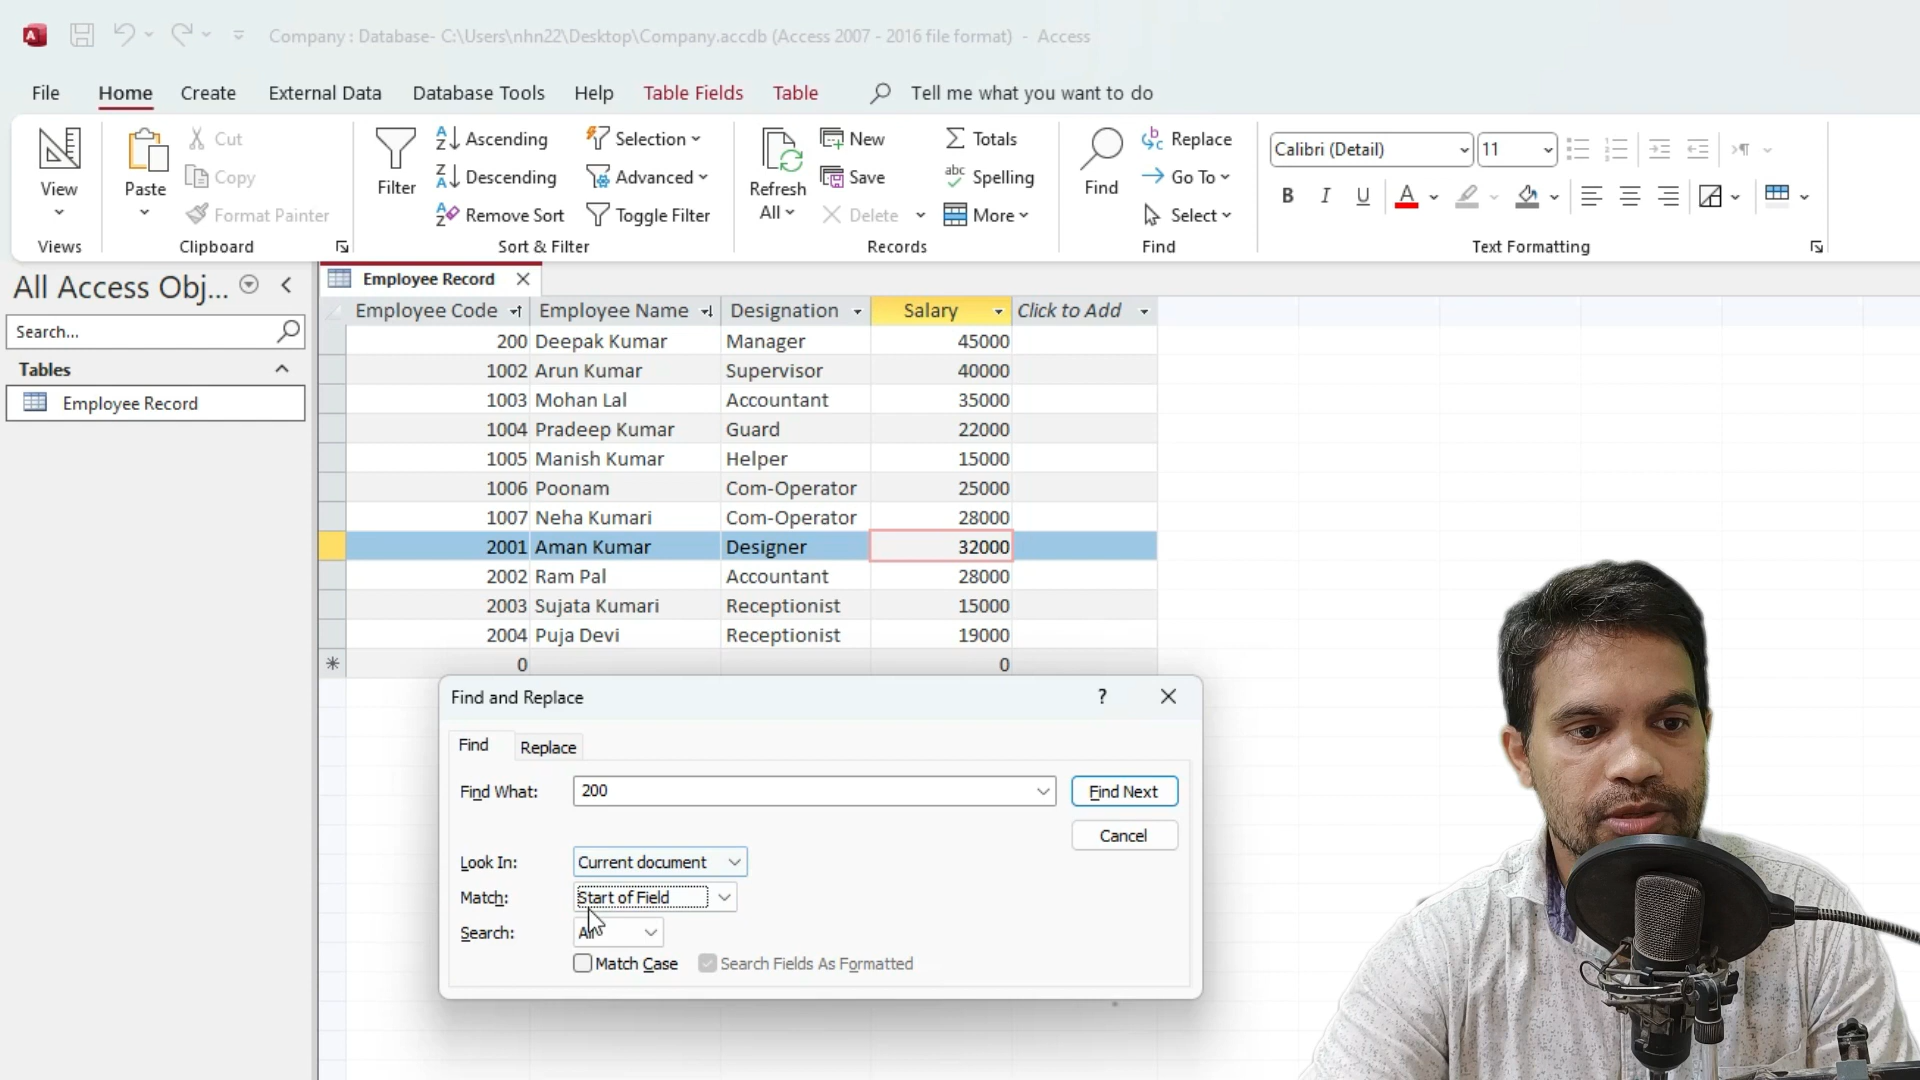 Company : Database- C:\Users\nhn22\Desktop\Company.accdb (Access 2007 - 2016 file format) - Access
File Home Create External Data Database Tools Help Table Fields Table Tell me what you want to do
View
Views
Paste
Cut
Copy
Format Painter
Clipboard
Filter
Ascending
Descending
Remove Sort
Selection
Advanced
Toggle Filter
Sort & Filter
Refresh
All
New
Save
Delete
Totals
Spelling
More
Records
Find
Replace
Go To
Select
Find
Calibri (Detail) 11
B I U A
Text Formatting
All Access Obj...
Search...
Tables
Employee Record
Employee Record
Employee Code Employee Name Designation Salary Click to Add
200 Deepak Kumar Manager 45000
1002 Arun Kumar Supervisor 40000
1003 Mohan Lal Accountant 35000
1004 Pradeep Kumar Guard 22000
1005 Manish Kumar Helper 15000
1006 Poonam Com-Operator 25000
1007 Neha Kumari Com-Operator 28000
2001 Aman Kumar Designer 32000
2002 Ram Pal Accountant 28000
2003 Sujata Kumari Receptionist 15000
2004 Puja Devi Receptionist 19000
0 0
Find and Replace ?
Find Replace
Find What: 200 Find Next
Cancel
Look In: Current document
Match: Start of Field
Search: All
Match Case Search Fields As Formatted